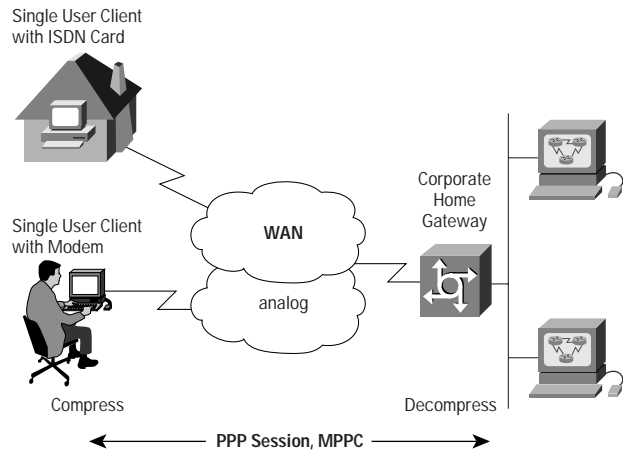 Single User Client
with ISDN Card
Corporate
Home
Gateway
WAN
Single User Client
with Modem
analog
Compress
Decompress
PPP Session, MPPC